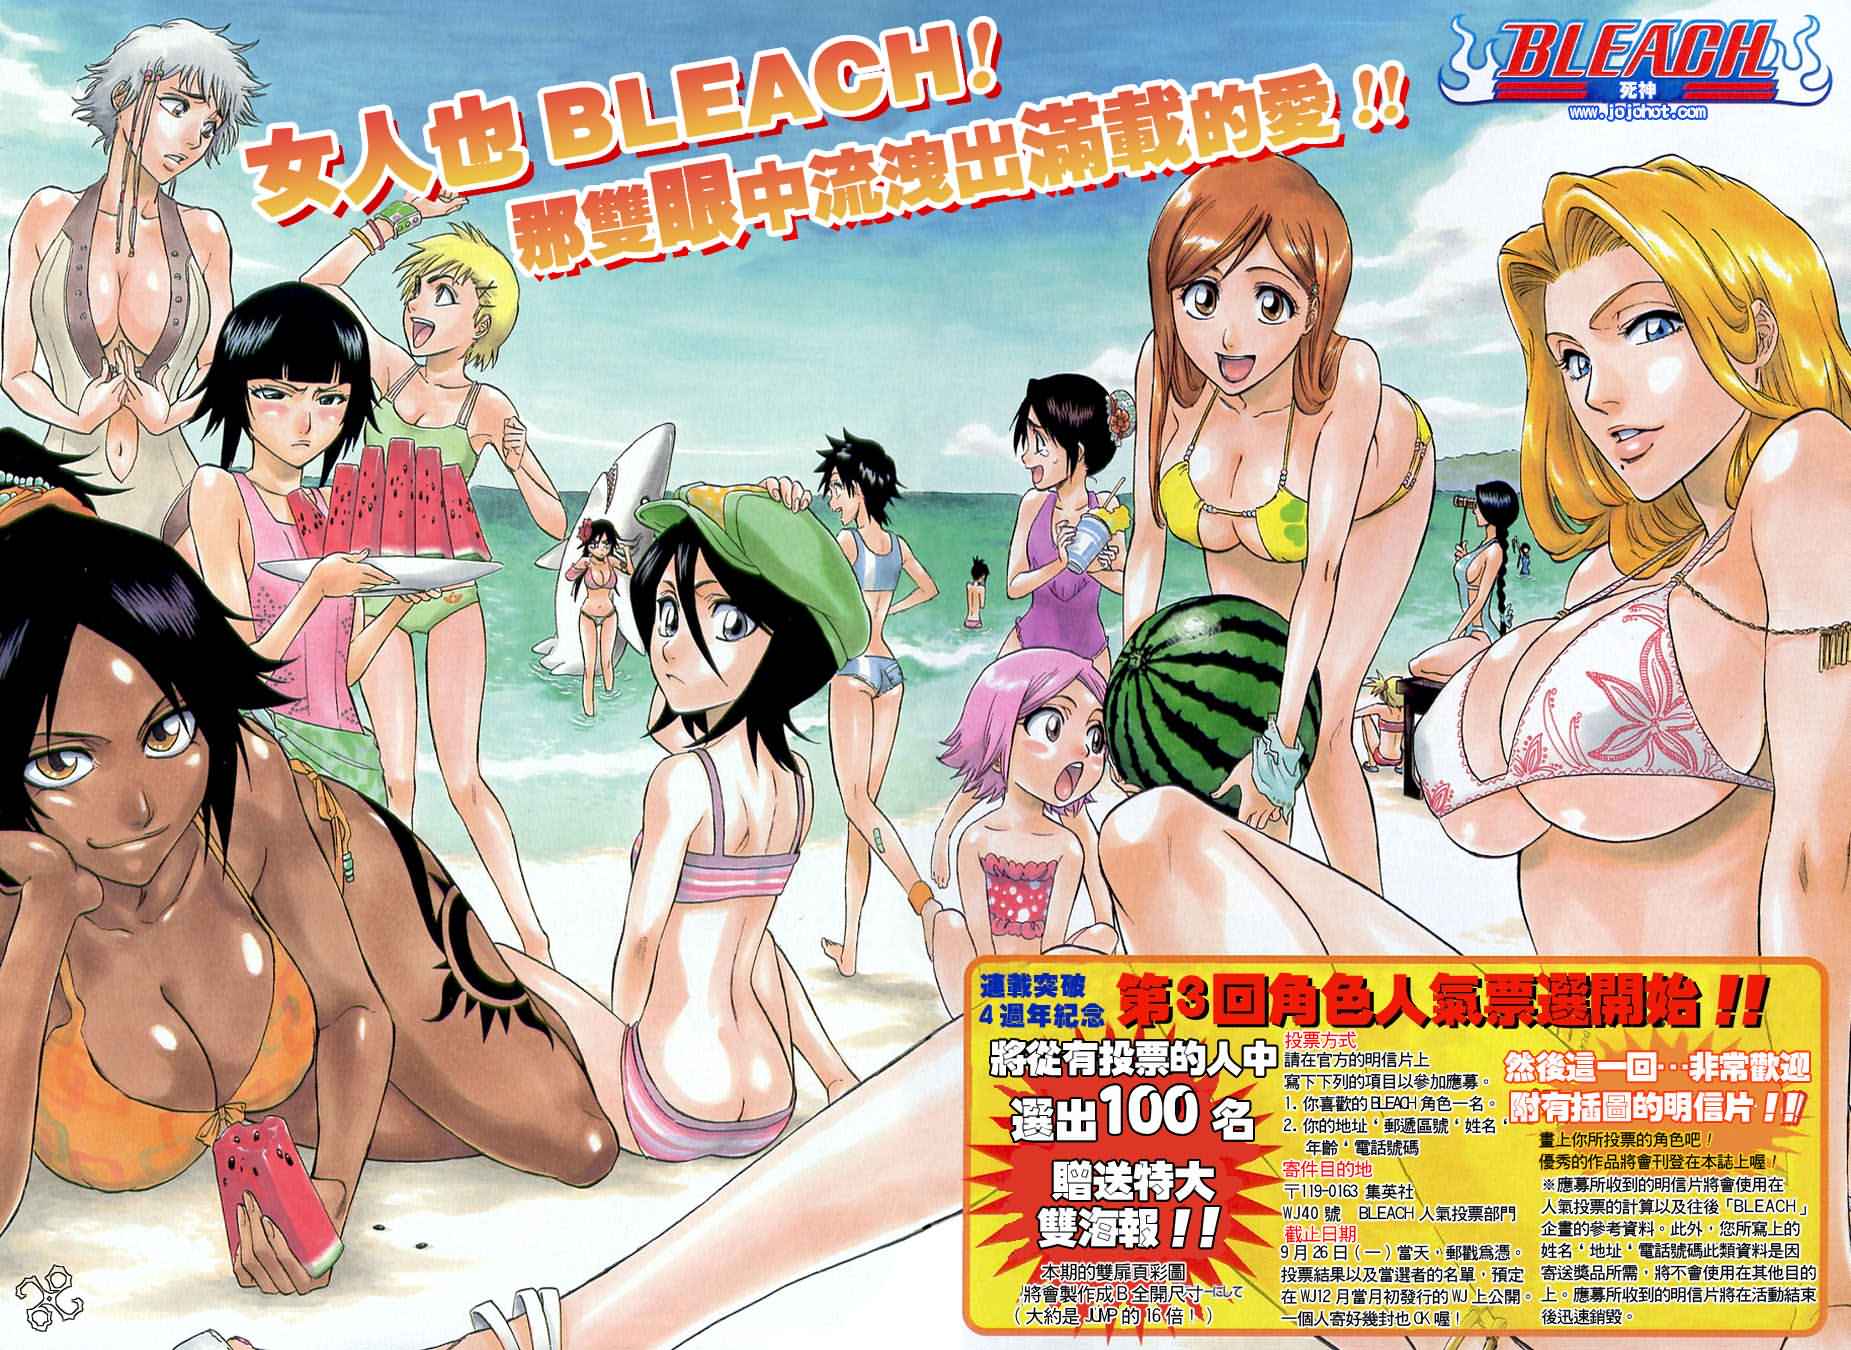 女人也 BLEACH!
那雙眼中流洩出滿載的愛!!
BLEACH
死神
www.jojohot.com
連載突破
4週年紀念
第3回角色人氣票選開始!!
將從有投票的人中
選出100名
贈送特大
雙海報!!
本期的雙扉頁彩圖
將會製作成B全開尺寸ーにして
(大約是JUMP的16倍!)
投票方式
請在官方的明信片上
寫下下列的項目以參加應募。
1. 你喜歡的BLEACH角色一名。
2. 你的地址‘郵遞區號‘姓名‘
年齡‘電話號碼
寄件目的地
〒119-0163 集英社
WJ40號 BLEACH人氣投票部門
截止日期
9月26日(一)當天,郵戳為憑。
投票結果以及當選者的名單,預定
在WJ12月當月初發行的WJ上公開。
一個人寄好幾封也OK喔!
然後這一回…非常歡迎
附有插圖的明信片!!
畫上你所投票的角色吧!
優秀的作品將會刊登在本誌上喔!
※應募所收到的明信片將會使用在
人氣投票的計算以及往後「BLEACH」
企畫的參考資料。此外,您所寫上的
姓名‘地址‘電話號碼此類資料是因
寄送獎品所需,將不會使用在其他目的
上。應募所收到的明信片將在活動結束
後迅速銷毀。